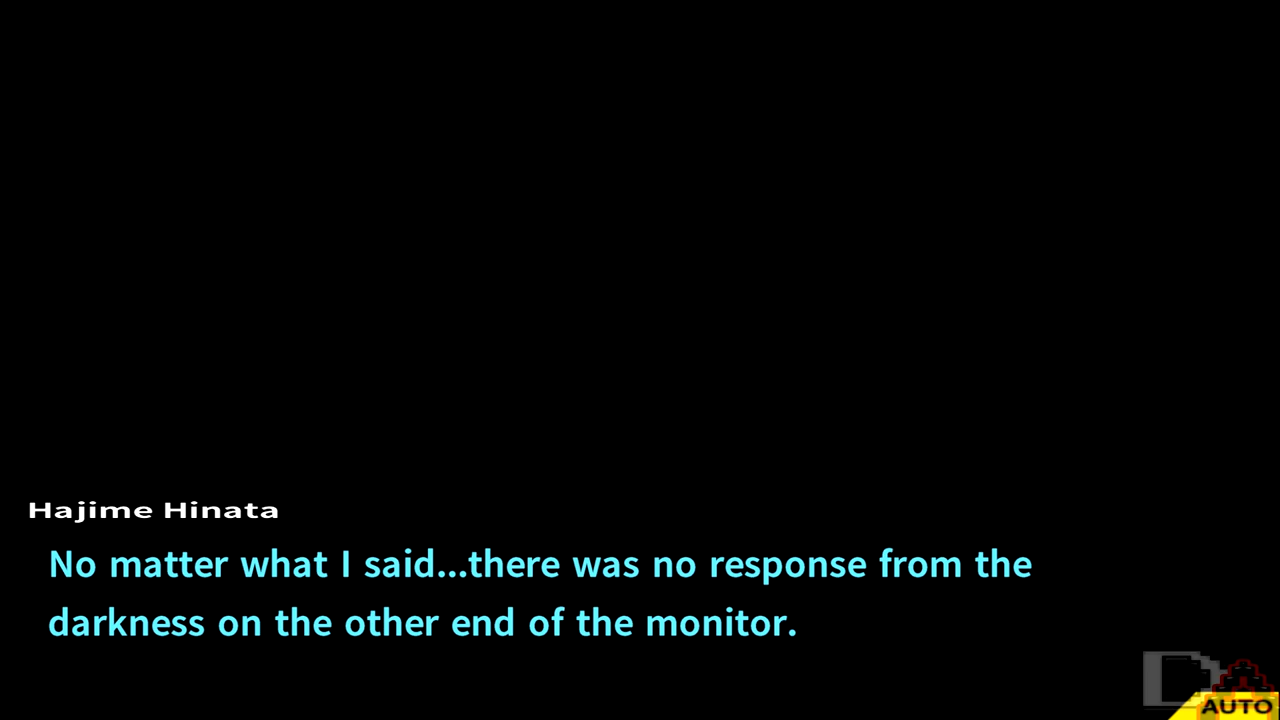 Hajime Hinata
No matter what I said...there was no response from the
darkness on the other end of the monitor.
AUTO